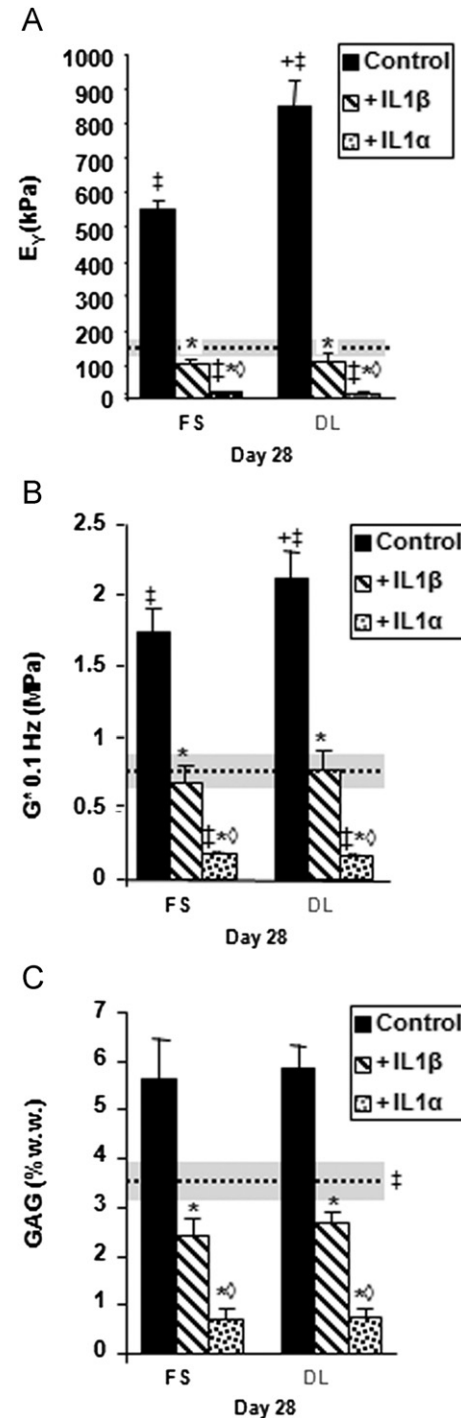 A
1000
900
800
700
600
500
400
300
200
100
0
E_Y (kPa)
Control
+ IL1β
+ IL1α
‡
*
‡*◊
+‡
*
‡*◊
FS
DL
Day 28
B
2.5
2
1.5
1
0.5
0
G* 0.1 Hz (MPa)
Control
+ IL1β
+ IL1α
‡
*
‡*◊
+‡
*
‡*◊
FS
DL
Day 28
C
7
6
5
4
3
2
1
0
GAG (% w.w.)
Control
+ IL1β
+ IL1α
*
*◊
*
*◊
‡
FS
DL
Day 28